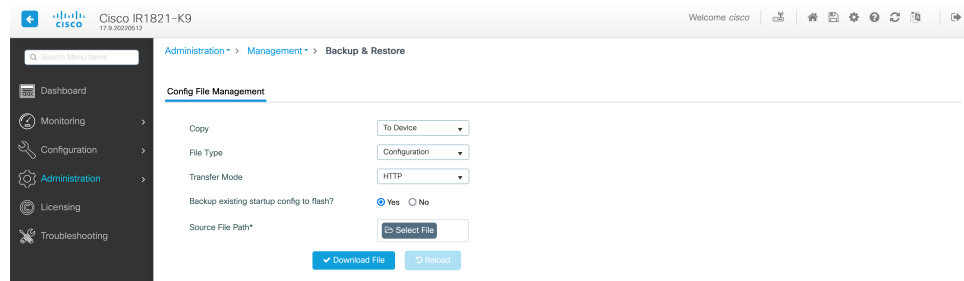 CISCO
Cisco IR1821-K9
17.9.20220512
Welcome cisco
Search Menu Items
Administration > Management > Backup & Restore
Dashboard
Monitoring
Configuration
Administration
Licensing
Troubleshooting
Config File Management
Copy To Device
File Type Configuration
Transfer Mode HTTP
Backup existing startup config to flash? Yes No
Source File Path* Select File
Download File Reload